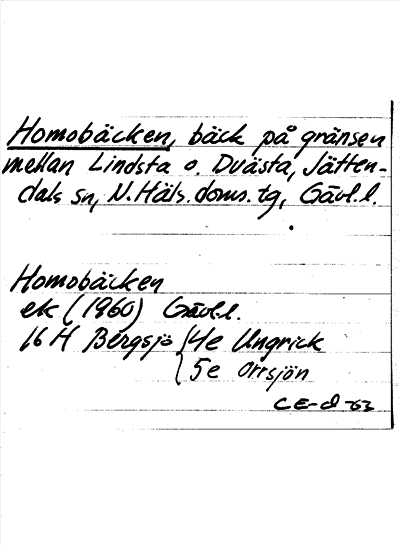 Homobäcken, bäck på gränsen
mellan Lindsta o. Dvästa, Jätten-
dals sn, N. Häls. doms. tg, Gävl. l.
Homobäcken
ek (1960) Gävl. l.
16 H Bergsjö { 4e Ungrick
{ 5e Orrsjön
CE-d -63